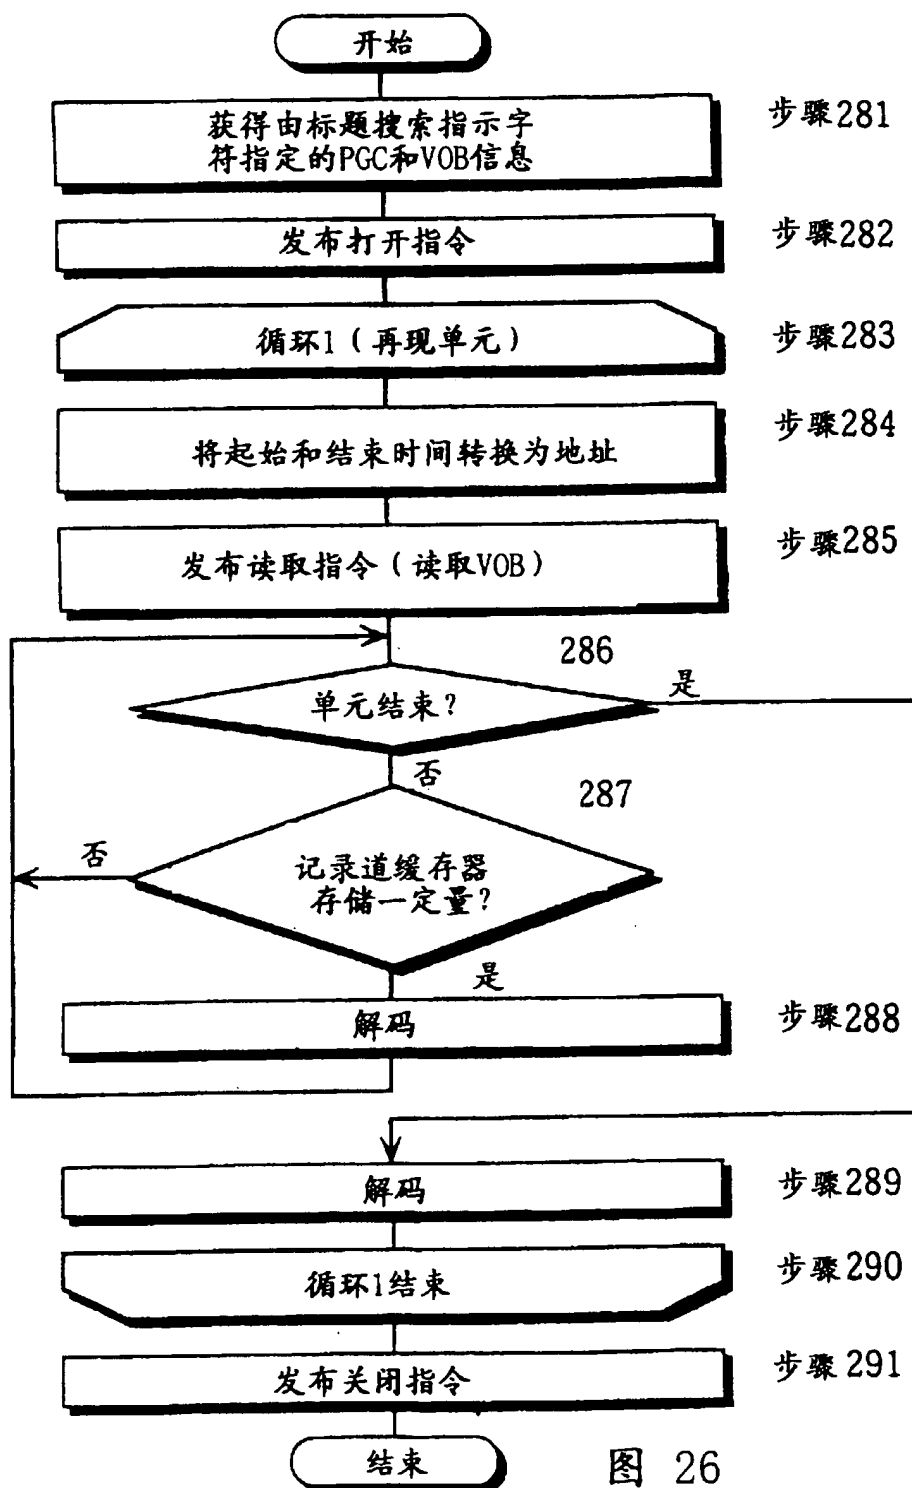 开始
步骤281
获得由标题搜索指示字
符指定的PGC和VOB信息
步骤282
发布打开指令
步骤283
循环1（再现单元）
步骤284
将起始和结束时间转换为地址
步骤285
发布读取指令（读取VOB）
286
是
单元结束？
否
287
否
记录道缓存器
存储一定量？
是
步骤288
解码
步骤289
解码
步骤290
循环1结束
步骤291
发布关闭指令
结束
图 26